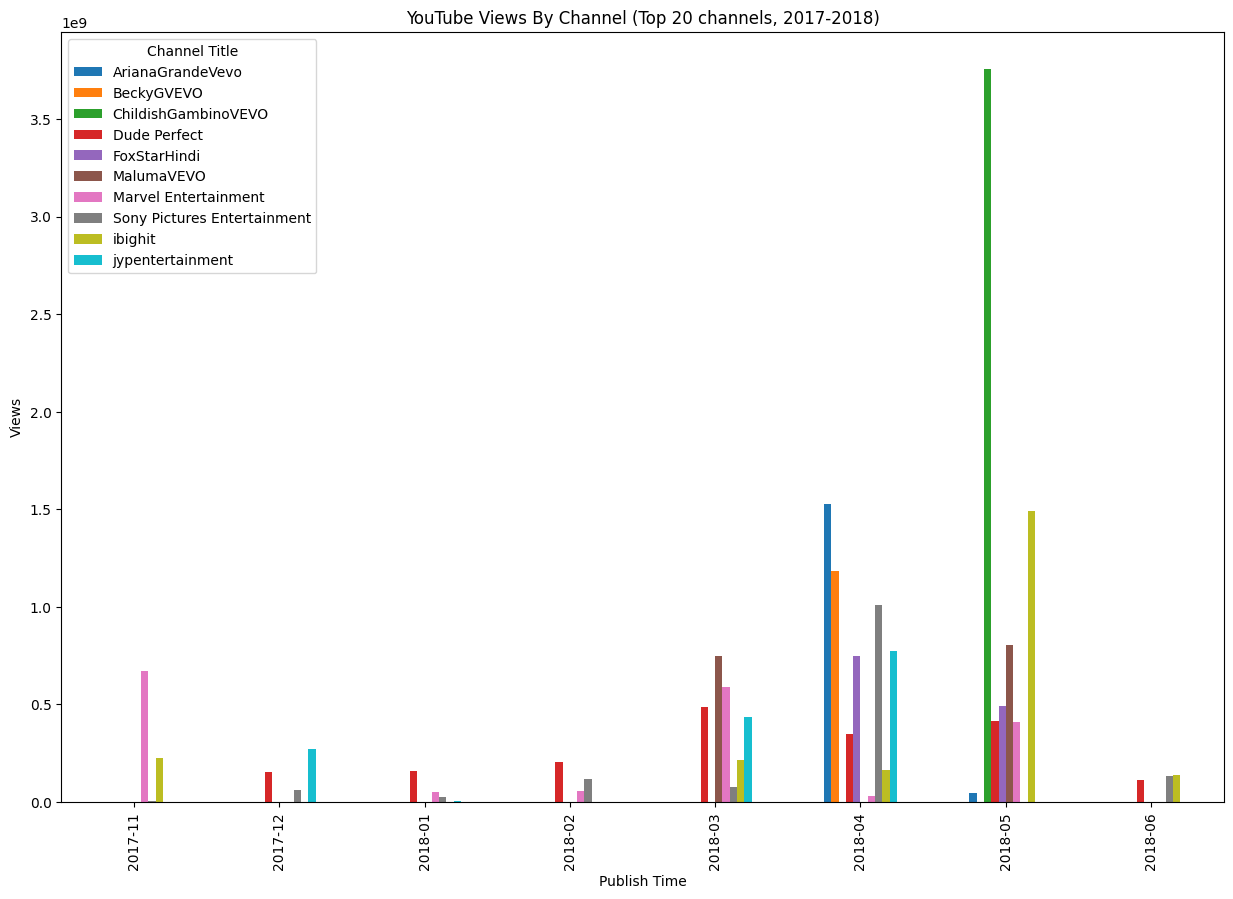 YouTube Views By Channel (Top 20 channels, 2017-2018)
1e9
Channel Title
ArianaGrandeVevo
BeckyGVEVO
ChildishGambinoVEVO
Dude Perfect
FoxStarHindi
MalumaVEVO
Marvel Entertainment
Sony Pictures Entertainment
ibighit
jypentertainment
3.5
3.0
2.5
2.0
1.5
1.0
0.5
0.0
Views
2017-11
2017-12
2018-01
2018-02
2018-03
2018-04
2018-05
2018-06
Publish Time